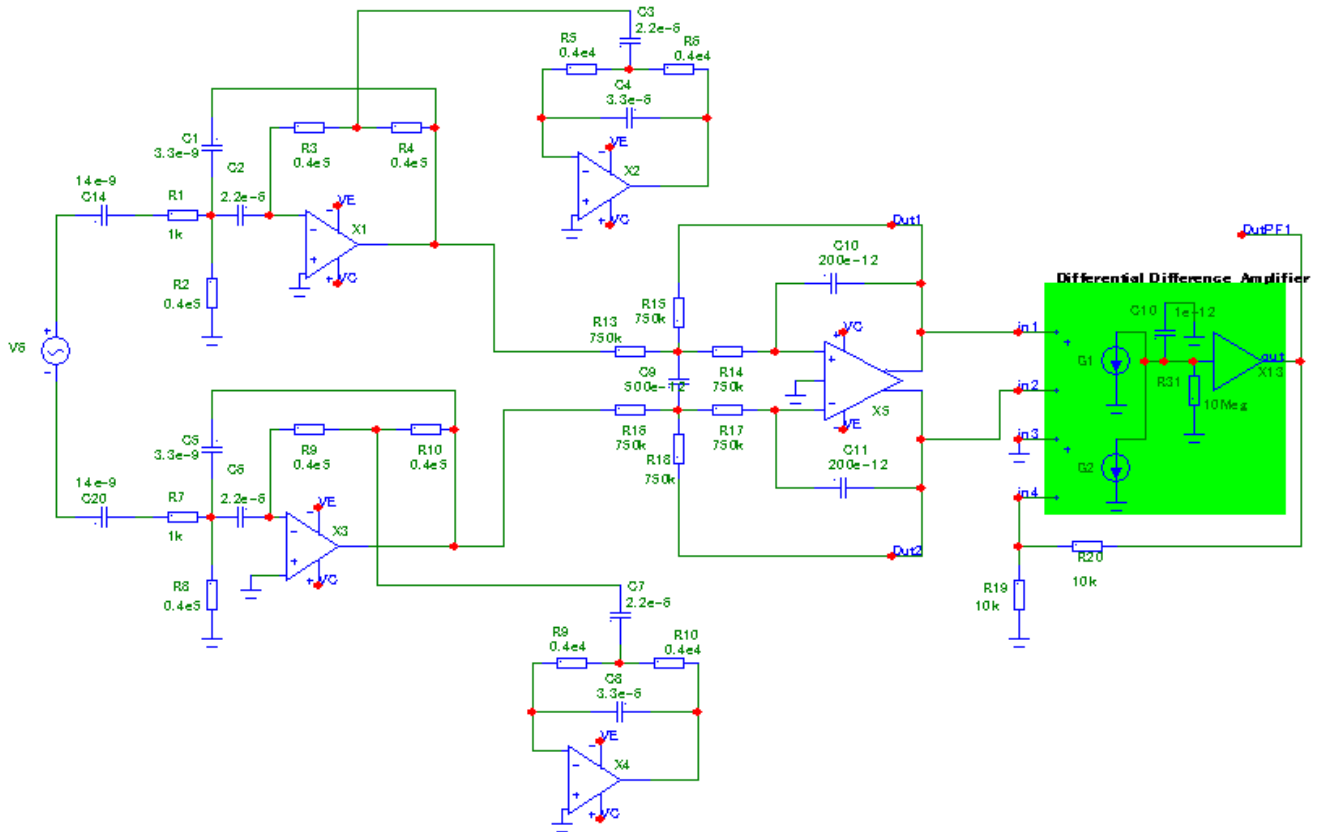 C3
2.2e-6
R5
0.4e4
R6
0.4e4
C4
3.3e-6
VE
X2
VC
C1
3.3e-9
C2
2.2e-6
R3
0.4e5
R4
0.4e5
14e-9
C14
R1
1k
VE
X1
VC
R2
0.4e5
V6
Out1
C10
200e-12
OutPF1
Differential Difference Amplifier
R15
750k
R13
750k
R14
750k
C9
500e-12
VC
X5
VE
R16
750k
R17
750k
R18
750k
C11
200e-12
Out2
in1
in2
in3
in4
C10
1e-12
G1
G2
R31
10Meg
out
X13
R20
10k
R19
10k
C5
3.3e-9
C6
2.2e-6
R9
0.4e5
R10
0.4e5
14e-9
C20
R7
1k
VE
X3
VC
R8
0.4e5
C7
2.2e-6
R9
0.4e4
R10
0.4e4
C8
3.3e-6
VE
X4
VC